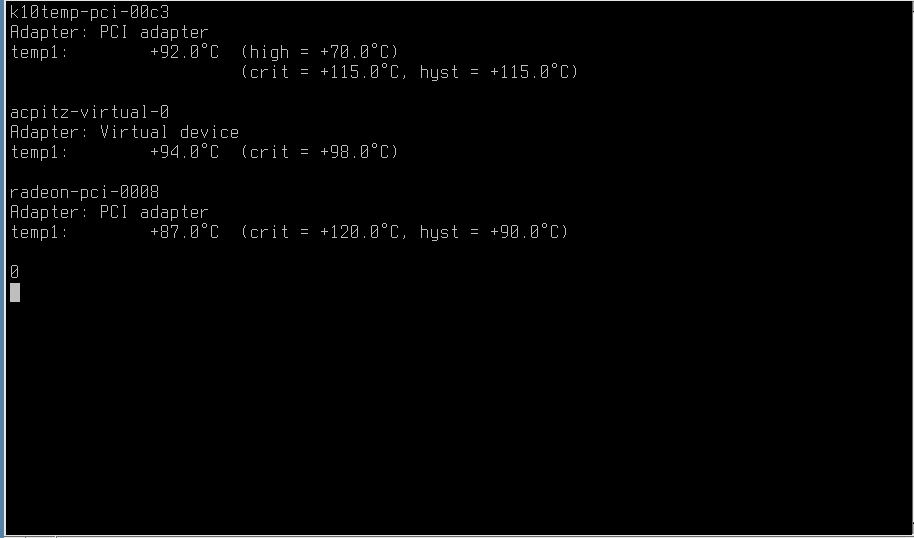 k10temp-pci-00c3
Adapter: PCI adapter
temp1:        +92.0°C  (high = +70.0°C)
                       (crit = +115.0°C, hyst = +115.0°C)

acpitz-virtual-0
Adapter: Virtual device
temp1:        +94.0°C  (crit = +98.0°C)

radeon-pci-0008
Adapter: PCI adapter
temp1:        +87.0°C  (crit = +120.0°C, hyst = +90.0°C)

0